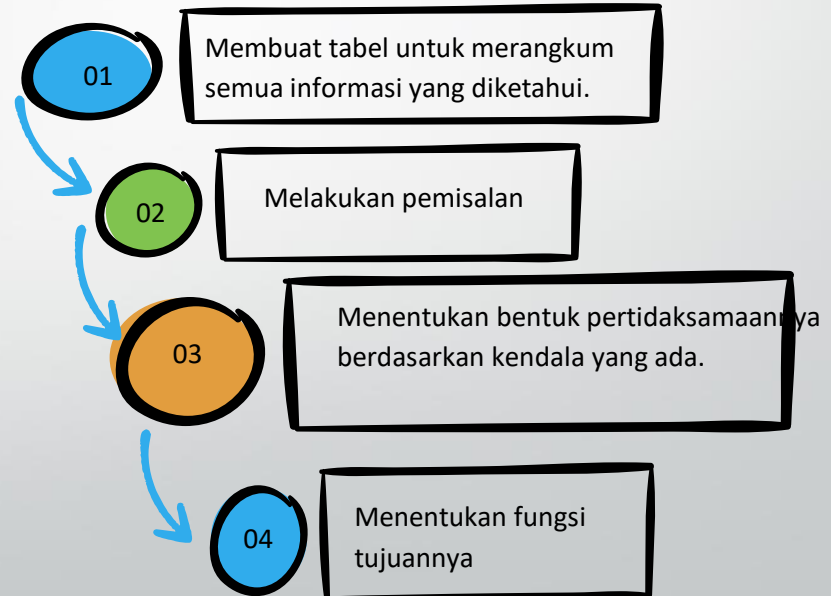 01
Membuat tabel untuk merangkum
semua informasi yang diketahui.
02
Melakukan pemisalan
03
Menentukan bentuk pertidaksamaannya
berdasarkan kendala yang ada.
04
Menentukan fungsi
tujuannya